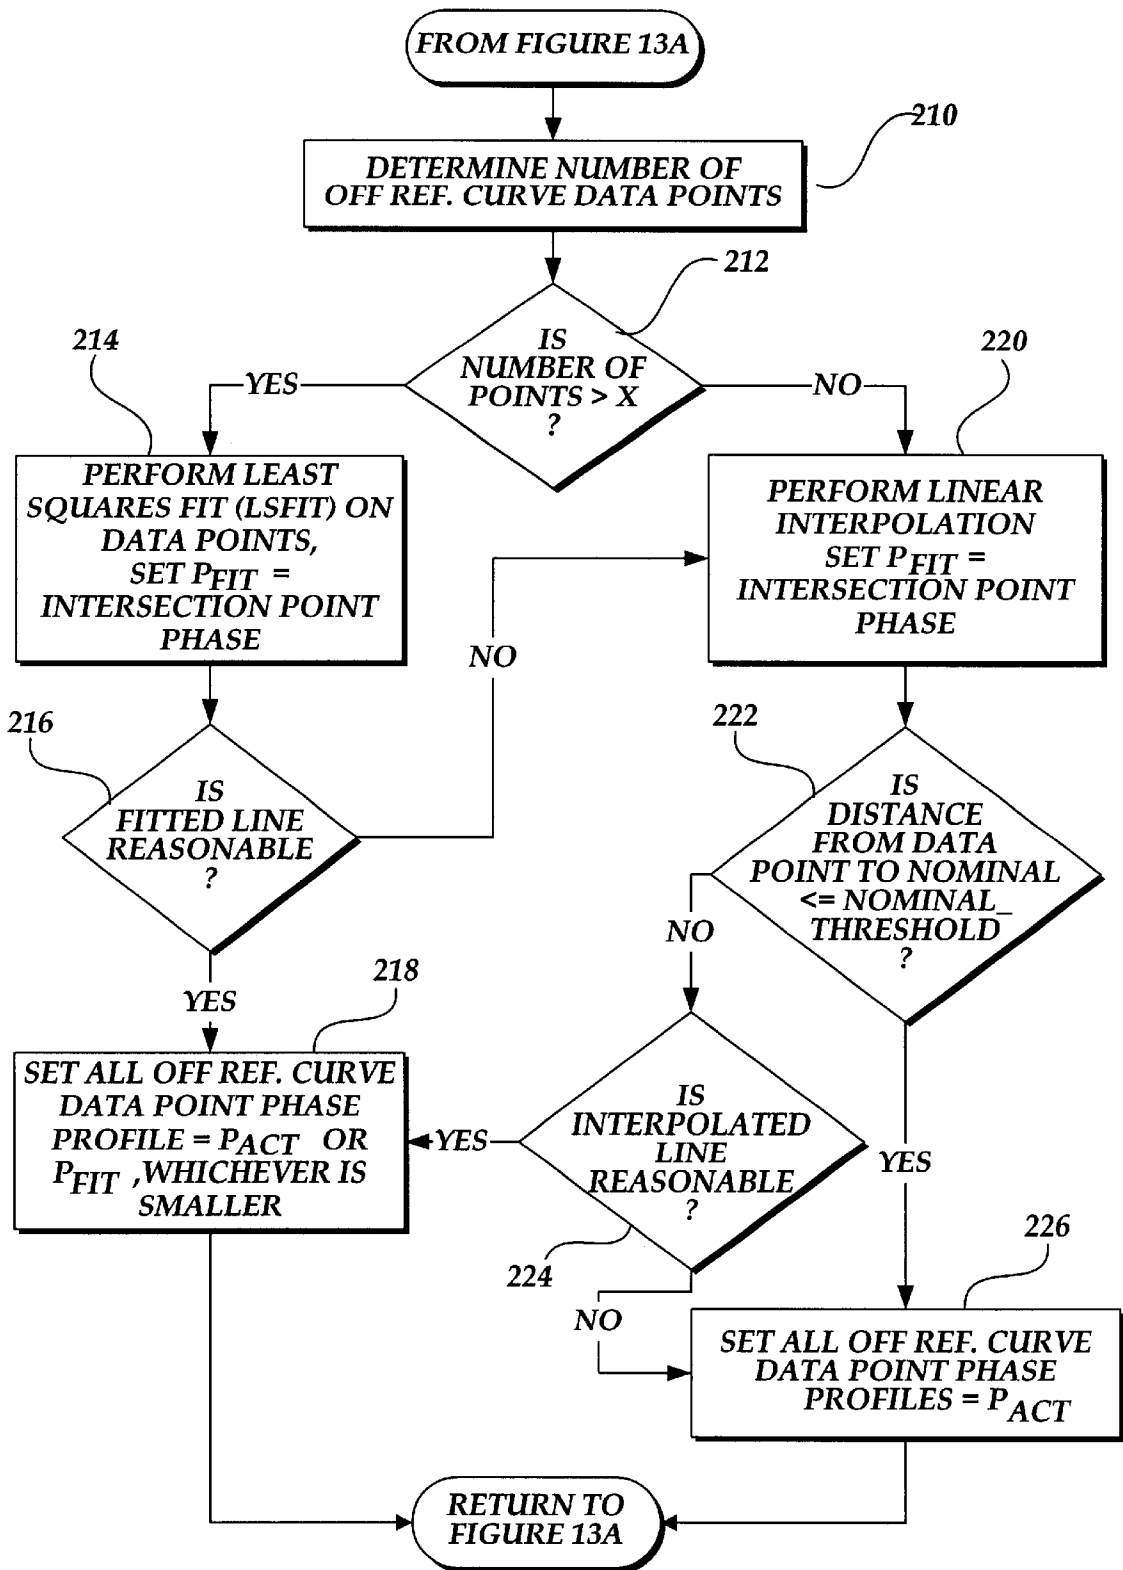 FROM FIGURE 13A
210
DETERMINE NUMBER OF
OFF REF. CURVE DATA POINTS
212
IS
NUMBER OF
POINTS > X
?
YES
NO
214
PERFORM LEAST
SQUARES FIT (LSFIT) ON
DATA POINTS,
SET PFIT =
INTERSECTION POINT
PHASE
220
PERFORM LINEAR
INTERPOLATION
SET PFIT =
INTERSECTION POINT
PHASE
NO
216
IS
FITTED LINE
REASONABLE
?
YES
222
IS
DISTANCE
FROM DATA
POINT TO NOMINAL
<= NOMINAL_
THRESHOLD
?
NO
YES
218
SET ALL OFF REF. CURVE
DATA POINT PHASE
PROFILE = PACT OR
PFIT ,WHICHEVER IS
SMALLER
YES
IS
INTERPOLATED
LINE
REASONABLE
?
224
NO
226
SET ALL OFF REF. CURVE
DATA POINT PHASE
PROFILES = PACT
RETURN TO
FIGURE 13A